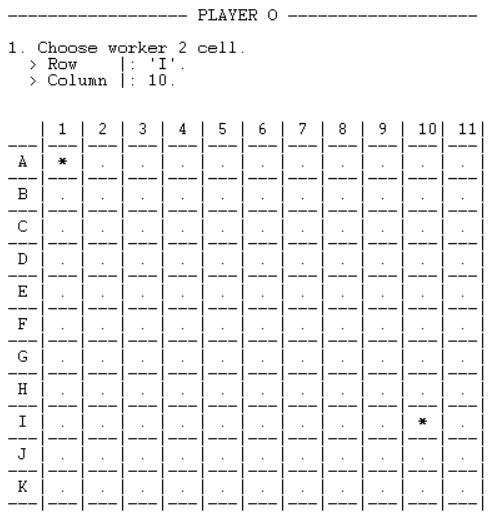 ------------------ PLAYER O -------------------
1. Choose worker 2 cell.
> Row |: 'I'.
> Column |: 10.
| 1 | 2 | 3 | 4 | 5 | 6 | 7 | 8 | 9 | 10| 11|
---|---|---|---|---|---|---|---|---|---|---|---|
A | * | . | . | . | . | . | . | . | . | . | . |
---|---|---|---|---|---|---|---|---|---|---|---|
B | . | . | . | . | . | . | . | . | . | . | . |
---|---|---|---|---|---|---|---|---|---|---|---|
C | . | . | . | . | . | . | . | . | . | . | . |
---|---|---|---|---|---|---|---|---|---|---|---|
D | . | . | . | . | . | . | . | . | . | . | . |
---|---|---|---|---|---|---|---|---|---|---|---|
E | . | . | . | . | . | . | . | . | . | . | . |
---|---|---|---|---|---|---|---|---|---|---|---|
F | . | . | . | . | . | . | . | . | . | . | . |
---|---|---|---|---|---|---|---|---|---|---|---|
G | . | . | . | . | . | . | . | . | . | . | . |
---|---|---|---|---|---|---|---|---|---|---|---|
H | . | . | . | . | . | . | . | . | . | . | . |
---|---|---|---|---|---|---|---|---|---|---|---|
I | . | . | . | . | . | . | . | . | . | * | . |
---|---|---|---|---|---|---|---|---|---|---|---|
J | . | . | . | . | . | . | . | . | . | . | . |
---|---|---|---|---|---|---|---|---|---|---|---|
K | . | . | . | . | . | . | . | . | . | . | . |
---|---|---|---|---|---|---|---|---|---|---|---|